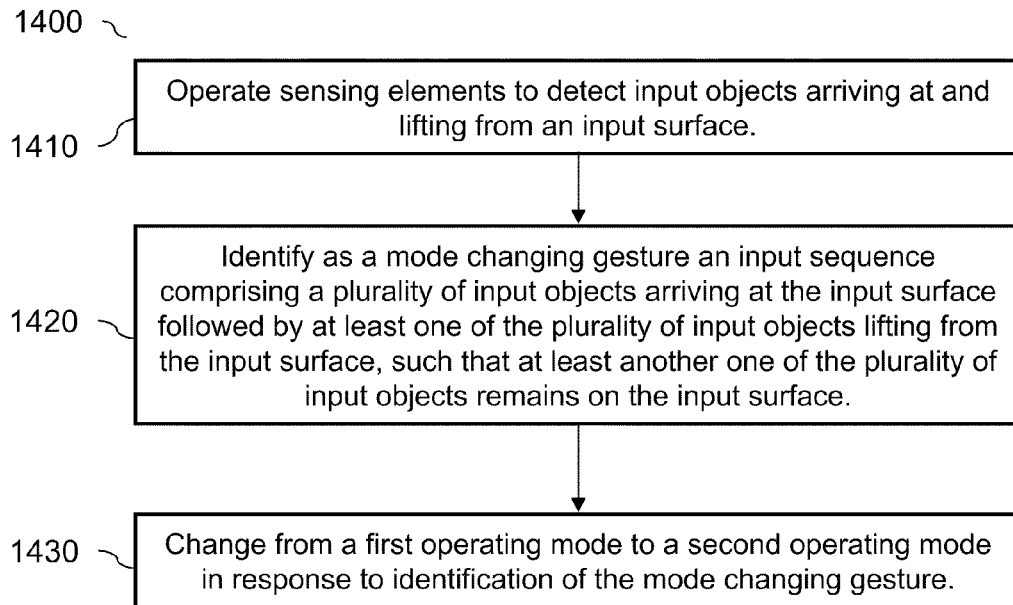 1400
Operate sensing elements to detect input objects arriving at and
lifting from an input surface.
1410
Identify as a mode changing gesture an input sequence
comprising a plurality of input objects arriving at the input surface
followed by at least one of the plurality of input objects lifting from
the input surface, such that at least another one of the plurality of
input objects remains on the input surface.
1420
Change from a first operating mode to a second operating mode
in response to identification of the mode changing gesture.
1430